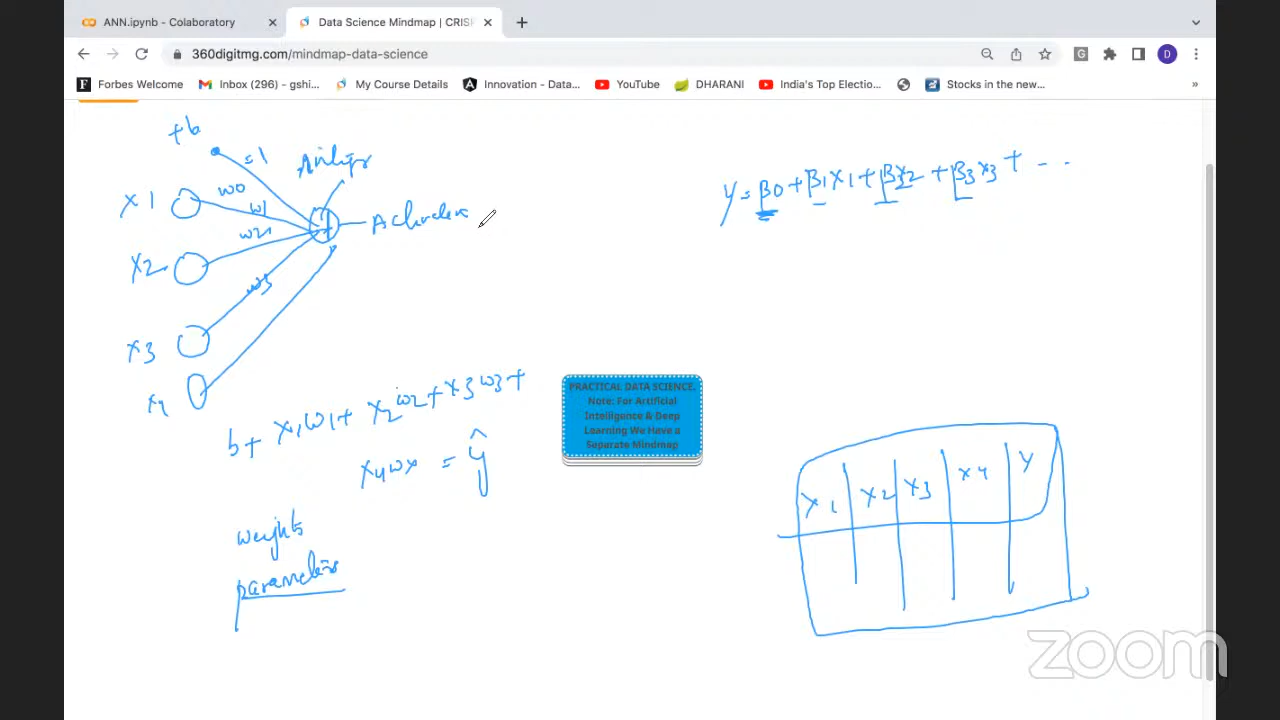 ANN.ipynb - Colaboratory
Data Science Mindmap | CRISP
360digitmg.com/mindmap-data-science
D
Forbes Welcome
Inbox (296) - gshi...
My Course Details
Innovation - Data...
YouTube
DHARANI
India's Top Electio...
Stocks in the new...
»
+b
=1
x1
w0
w1
x2
w2
w3
x3
x4
y = β0 + β1x1 + β2x2 + β3x3 + - - -
b + x1w1 + x2w2 + x3w3 +
x4wx = ŷ
weights
parameters
PRACTICAL DATA SCIENCE.
Note: For Artificial
Intelligence & Deep
Learning We Have a
Separate Mindmap
x1 x2 x3 x4 y
zoom